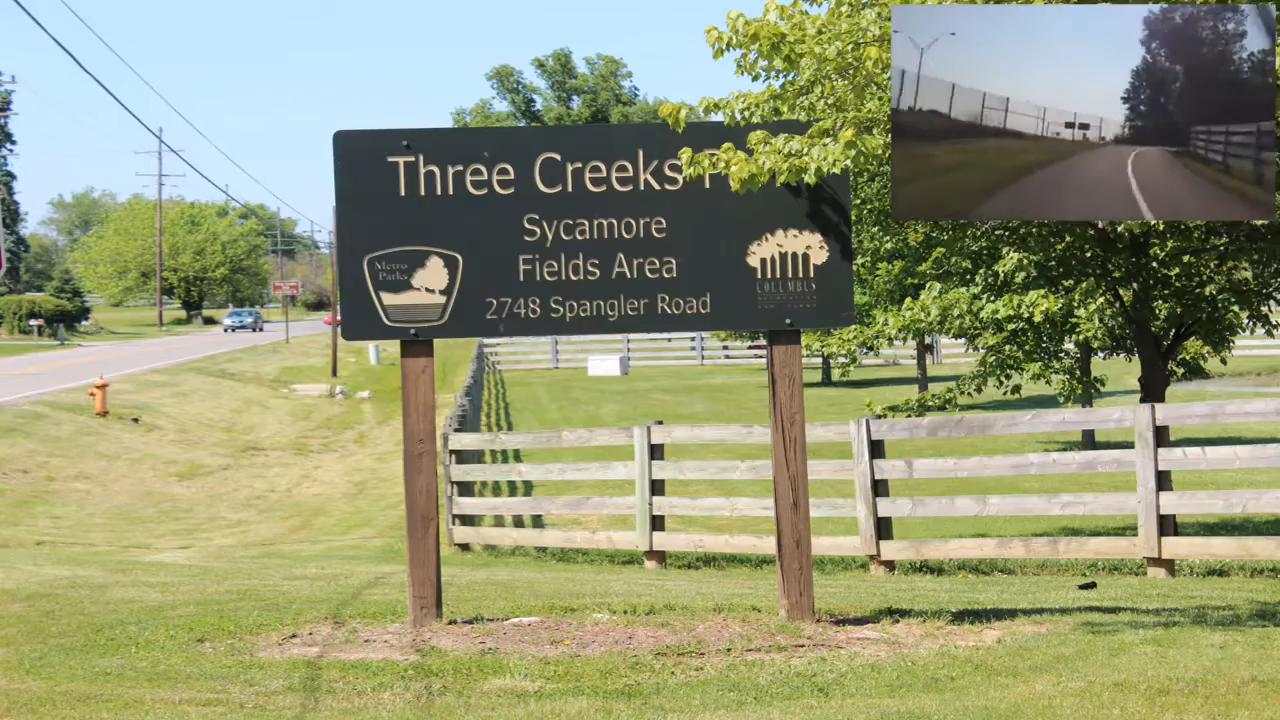 Three Creeks P
Sycamore
Fields Area
2748 Spangler Road
Metro
Parks
COLUMBUS